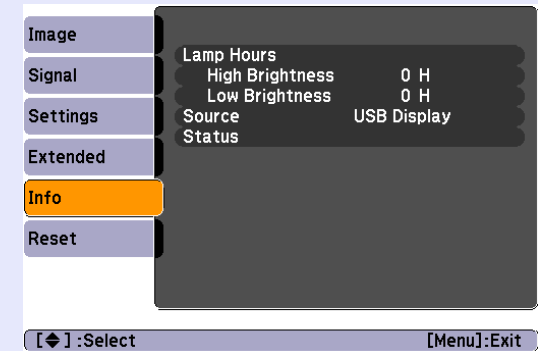 Image
Signal
Settings
Extended
Info
Reset
Lamp Hours
High Brightness 0 H
Low Brightness 0 H
Source USB Display
Status
[◆] :Select [Menu]:Exit